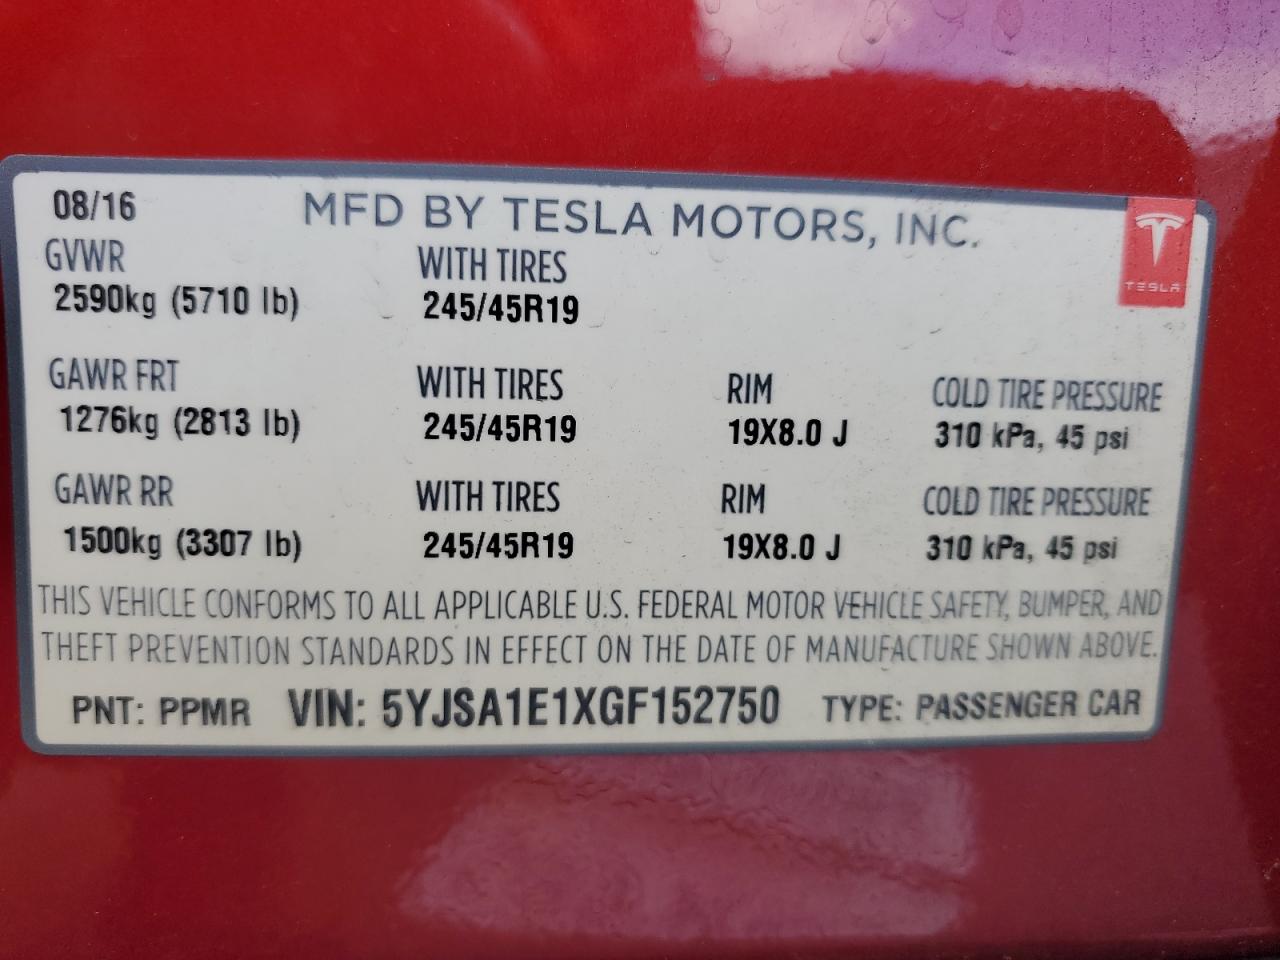 08/16 MFD BY TESLA MOTORS, INC.
TESLA
GVWR WITH TIRES
2590kg (5710 lb) 245/45R19
GAWR FRT WITH TIRES RIM COLD TIRE PRESSURE
1276kg (2813 lb) 245/45R19 19X8.0 J 310 kPa, 45 psi
GAWR RR WITH TIRES RIM COLD TIRE PRESSURE
1500kg (3307 lb) 245/45R19 19X8.0 J 310 kPa, 45 psi
THIS VEHICLE CONFORMS TO ALL APPLICABLE U.S. FEDERAL MOTOR VEHICLE SAFETY, BUMPER, AND
THEFT PREVENTION STANDARDS IN EFFECT ON THE DATE OF MANUFACTURE SHOWN ABOVE.
PNT: PPMR VIN: 5YJSA1E1XGF152750 TYPE: PASSENGER CAR